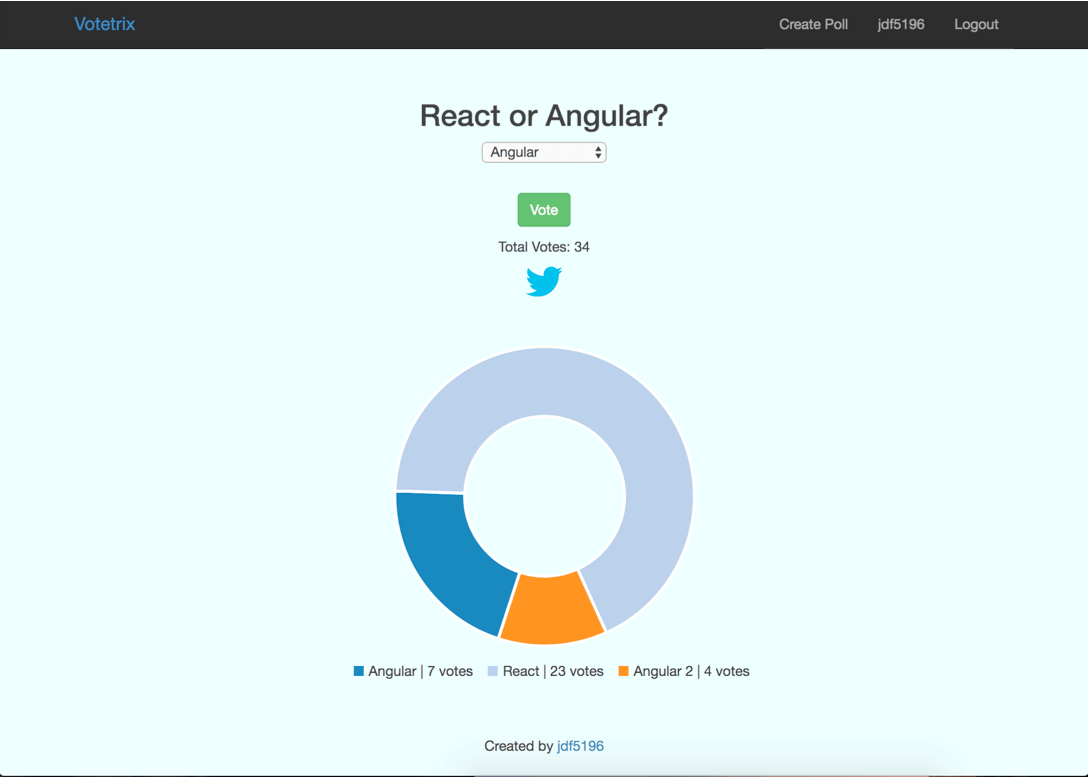 Votetrix Create Poll jdf5196 Logout
React or Angular?
Angular
Vote
Total Votes: 34
Angular | 7 votes React | 23 votes Angular 2 | 4 votes
Created by jdf5196